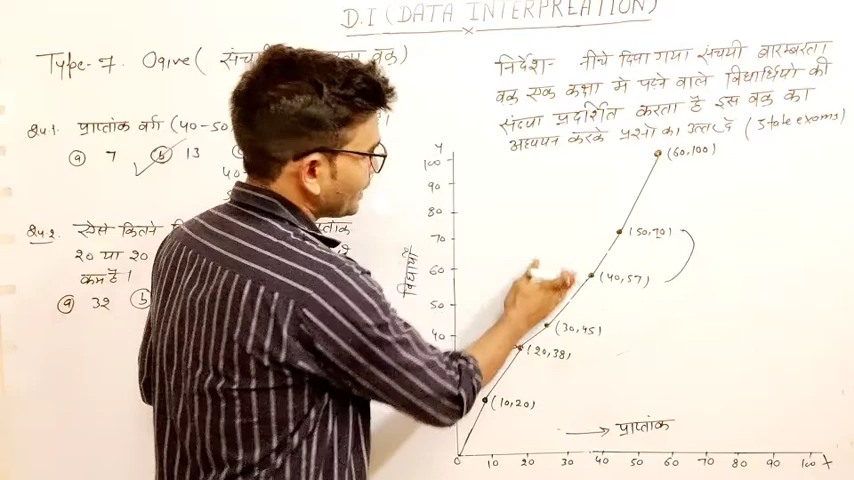 D.I (DATA INTERPREATION)
Type-7. Ogive ( संचयी वक्र )
निर्देश- नीचे दिया गया संचयी बारम्बरता
वक्र एक कक्षा मे पढ़ने वाले विद्यार्थियो की
संख्या प्रदर्शित करता है इस वक्र का
अध्ययन करके प्रश्नो का उत्तर दे (State exams)
Qu1. प्राप्तांक वर्ग (40-50)
ⓐ 7 ⓑ 13
40-
Qu2. ऐसे कितने प्राप्तांक
20 या 20
कम है।
ⓐ 32 ⓑ
Y
100
90
80
70
60
50
40
विद्यार्थी
(60,100)
(50,70)
(40,57)
(30,45)
(20,38)
(10,20)
→ प्राप्तांक
0 10 20 30 40 50 60 70 80 90 100 X